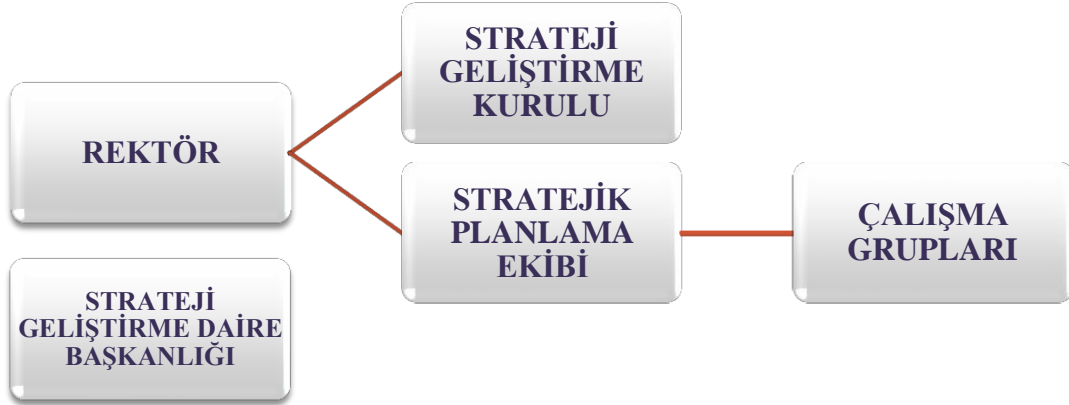 REKTÖR
STRATEJİ
GELİŞTİRME
KURULU
STRATEJİK
PLANLAMA
EKİBİ
ÇALIŞMA
GRUPLARI
STRATEJİ
GELİŞTİRME DAİRE
BAŞKANLIĞI